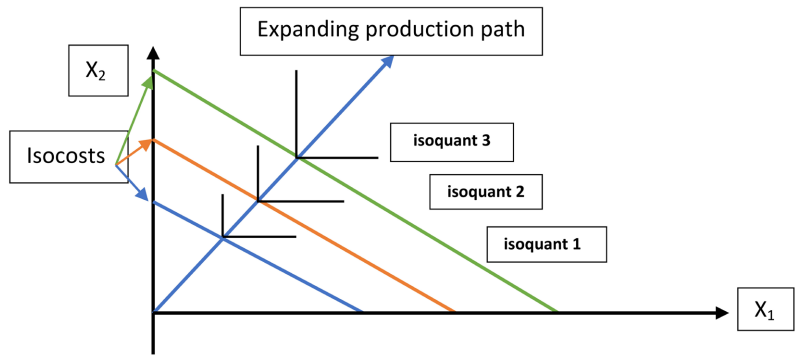 Expanding production path
X₂
Isocosts
isoquant 3
isoquant 2
isoquant 1
X₁